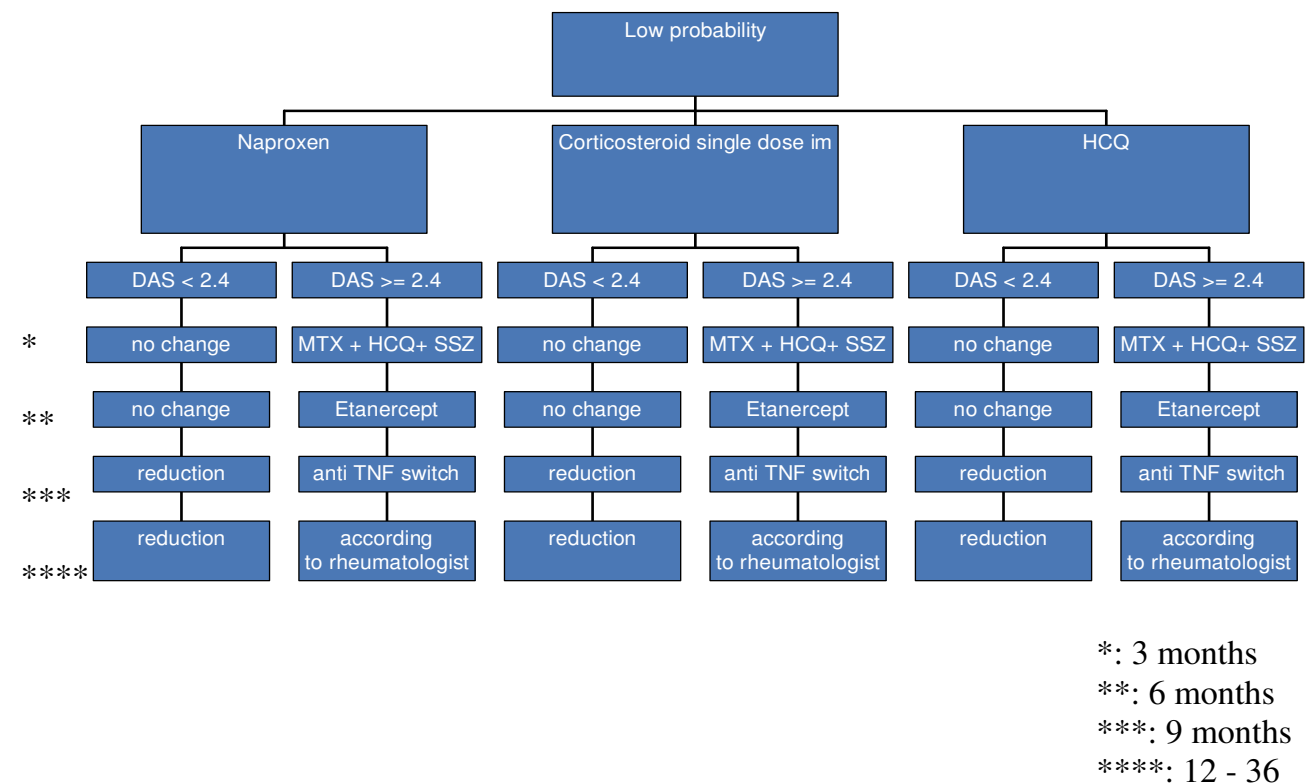 Low probability
Naproxen
Corticosteroid single dose im
HCQ
DAS < 2.4
DAS >= 2.4
DAS < 2.4
DAS >= 2.4
DAS < 2.4
DAS >= 2.4
*
no change
MTX + HCQ+ SSZ
no change
MTX + HCQ+ SSZ
no change
MTX + HCQ+ SSZ
**
no change
Etanercept
no change
Etanercept
no change
Etanercept
***
reduction
anti TNF switch
reduction
anti TNF switch
reduction
anti TNF switch
****
reduction
according
to rheumatologist
reduction
according
to rheumatologist
reduction
according
to rheumatologist
*: 3 months
**: 6 months
***: 9 months
****: 12 - 36